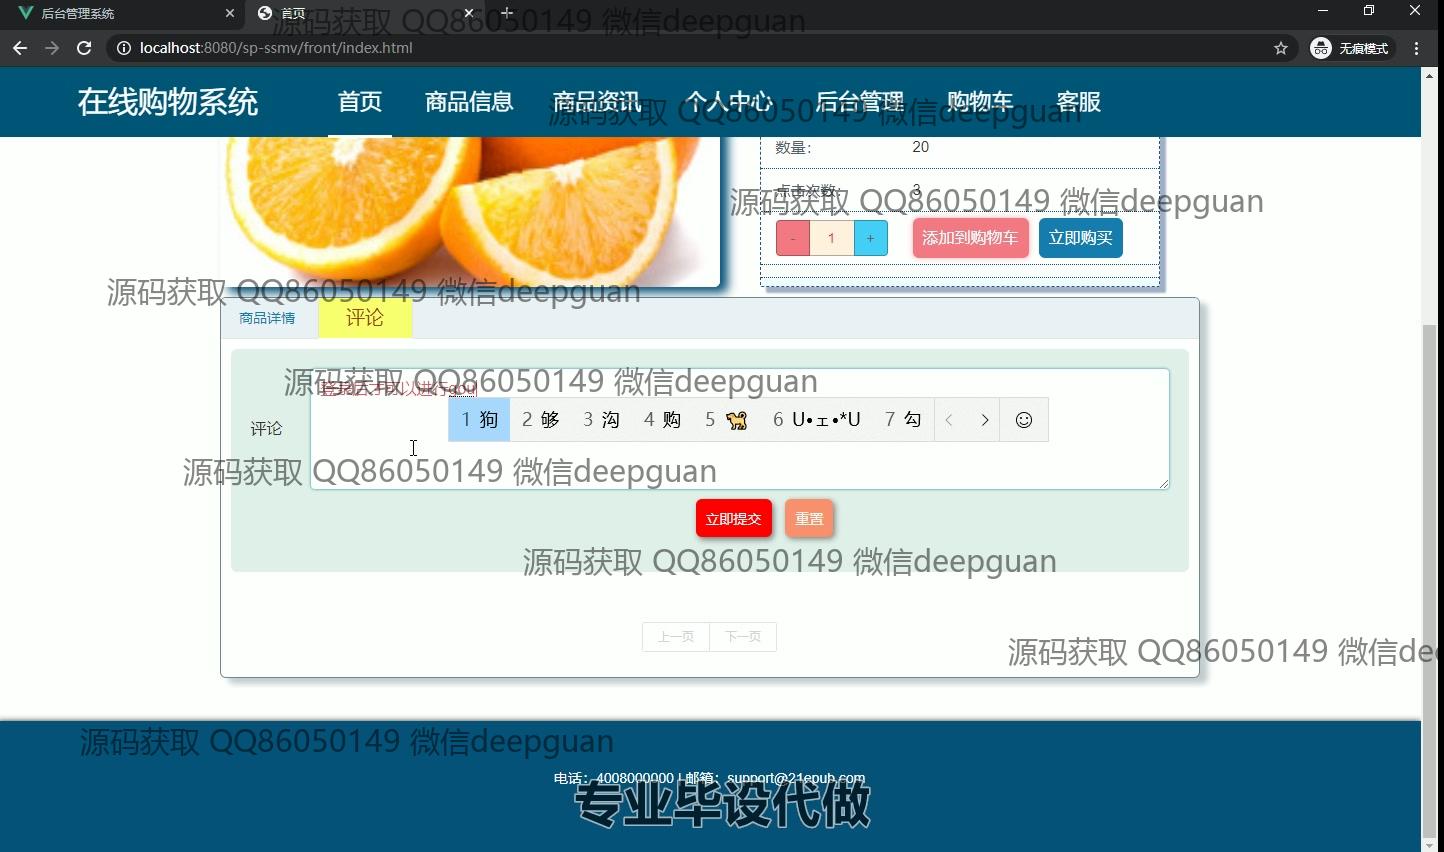 后台管理系统
首页
localhost:8080/sp-ssmv/front/index.html
无痕模式
源码获取 QQ86050149 微信deepguan
在线购物系统
首页 商品信息 商品资讯 个人中心 后台管理 购物车 客服
源码获取 QQ86050149 微信deepguan
数量： 20
点击次数： 3
源码获取 QQ86050149 微信deepguan
- 1 + 添加到购物车 立即购买
源码获取 QQ86050149 微信deepguan
商品详情 评论
源码获取 QQ86050149 微信deepguan
登录后才可以进行gou
1 狗 2 够 3 沟 4 购 5 🐕 6 U•ェ•*U 7 勾
评论
源码获取 QQ86050149 微信deepguan
立即提交 重置
源码获取 QQ86050149 微信deepguan
上一页 下一页
源码获取 QQ86050149 微信de
源码获取 QQ86050149 微信deepguan
电话：4008000000 | 邮箱：support@21epub.com
专业毕设代做